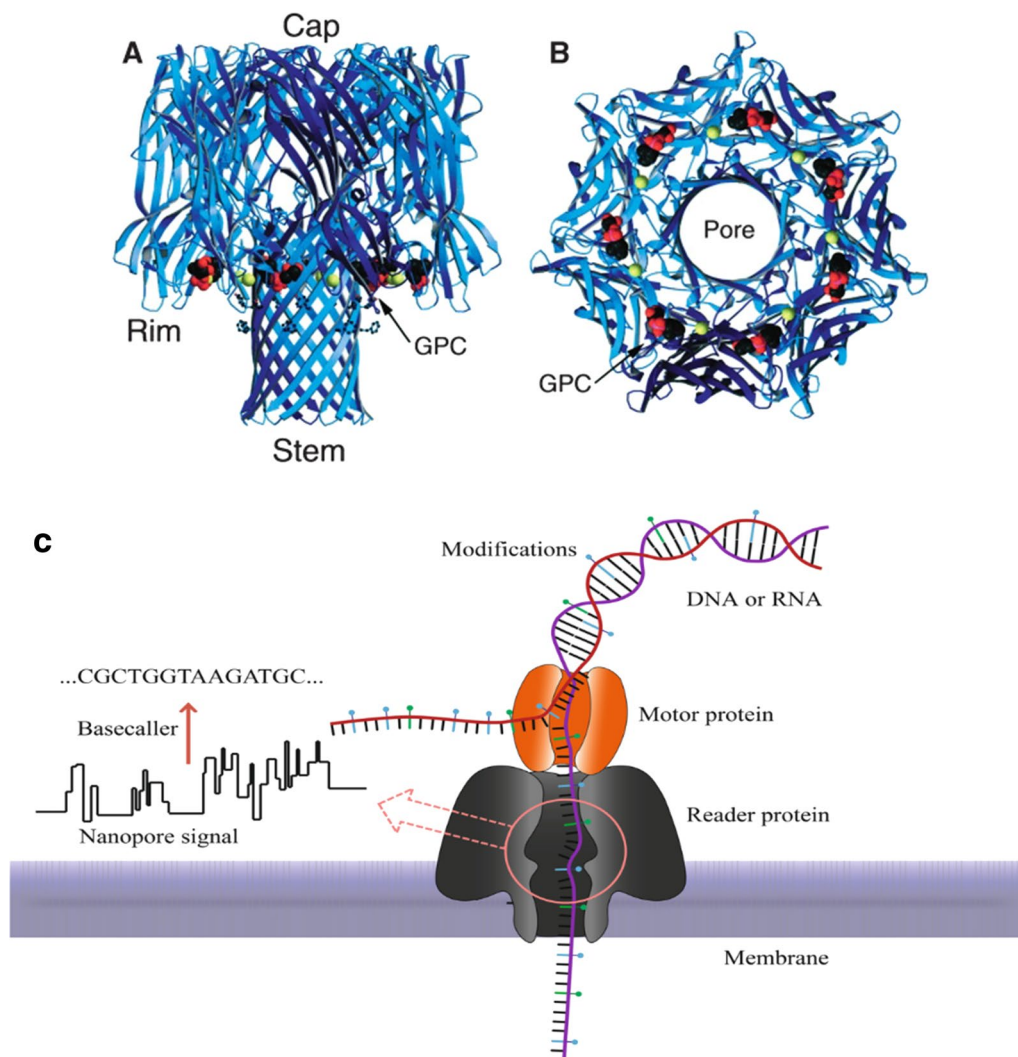 Cap
A
Rim
GPC
Stem
B
Pore
GPC
c
Modifications
DNA or RNA
...CGCTGGTAAGATGC...
Basecaller
Motor protein
Nanopore signal
Reader protein
Membrane